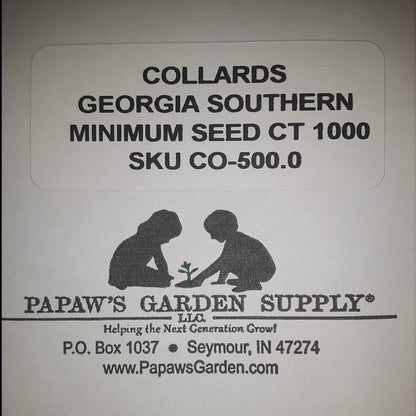 COLLARDS
GEORGIA SOUTHERN
MINIMUM SEED CT 1000
SKU CO-500.0
PAPAW'S GARDEN SUPPLY®
LLC.
Helping the Next Generation Grow!
P.O. Box 1037 • Seymour, IN 47274
www.PapawsGarden.com